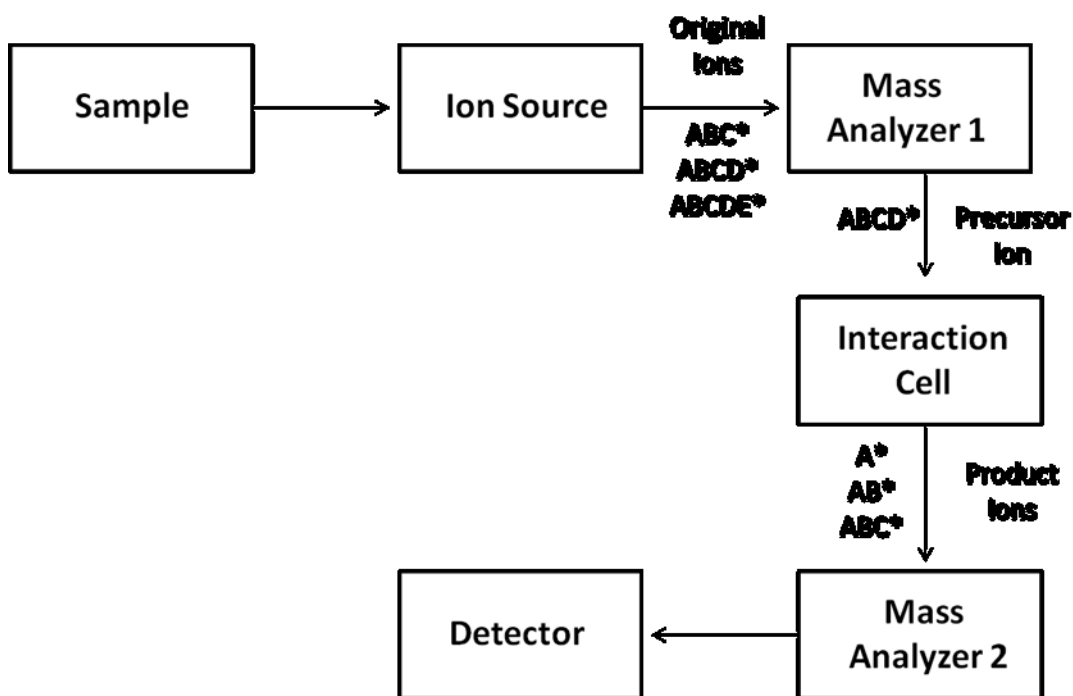 Sample
Ion Source
Original
Ions
ABC*
ABCD*
ABCDE*
Mass
Analyzer 1
ABCD*
Precursor
Ion
Interaction
Cell
A*
AB*
ABC*
Product
Ions
Mass
Analyzer 2
Detector